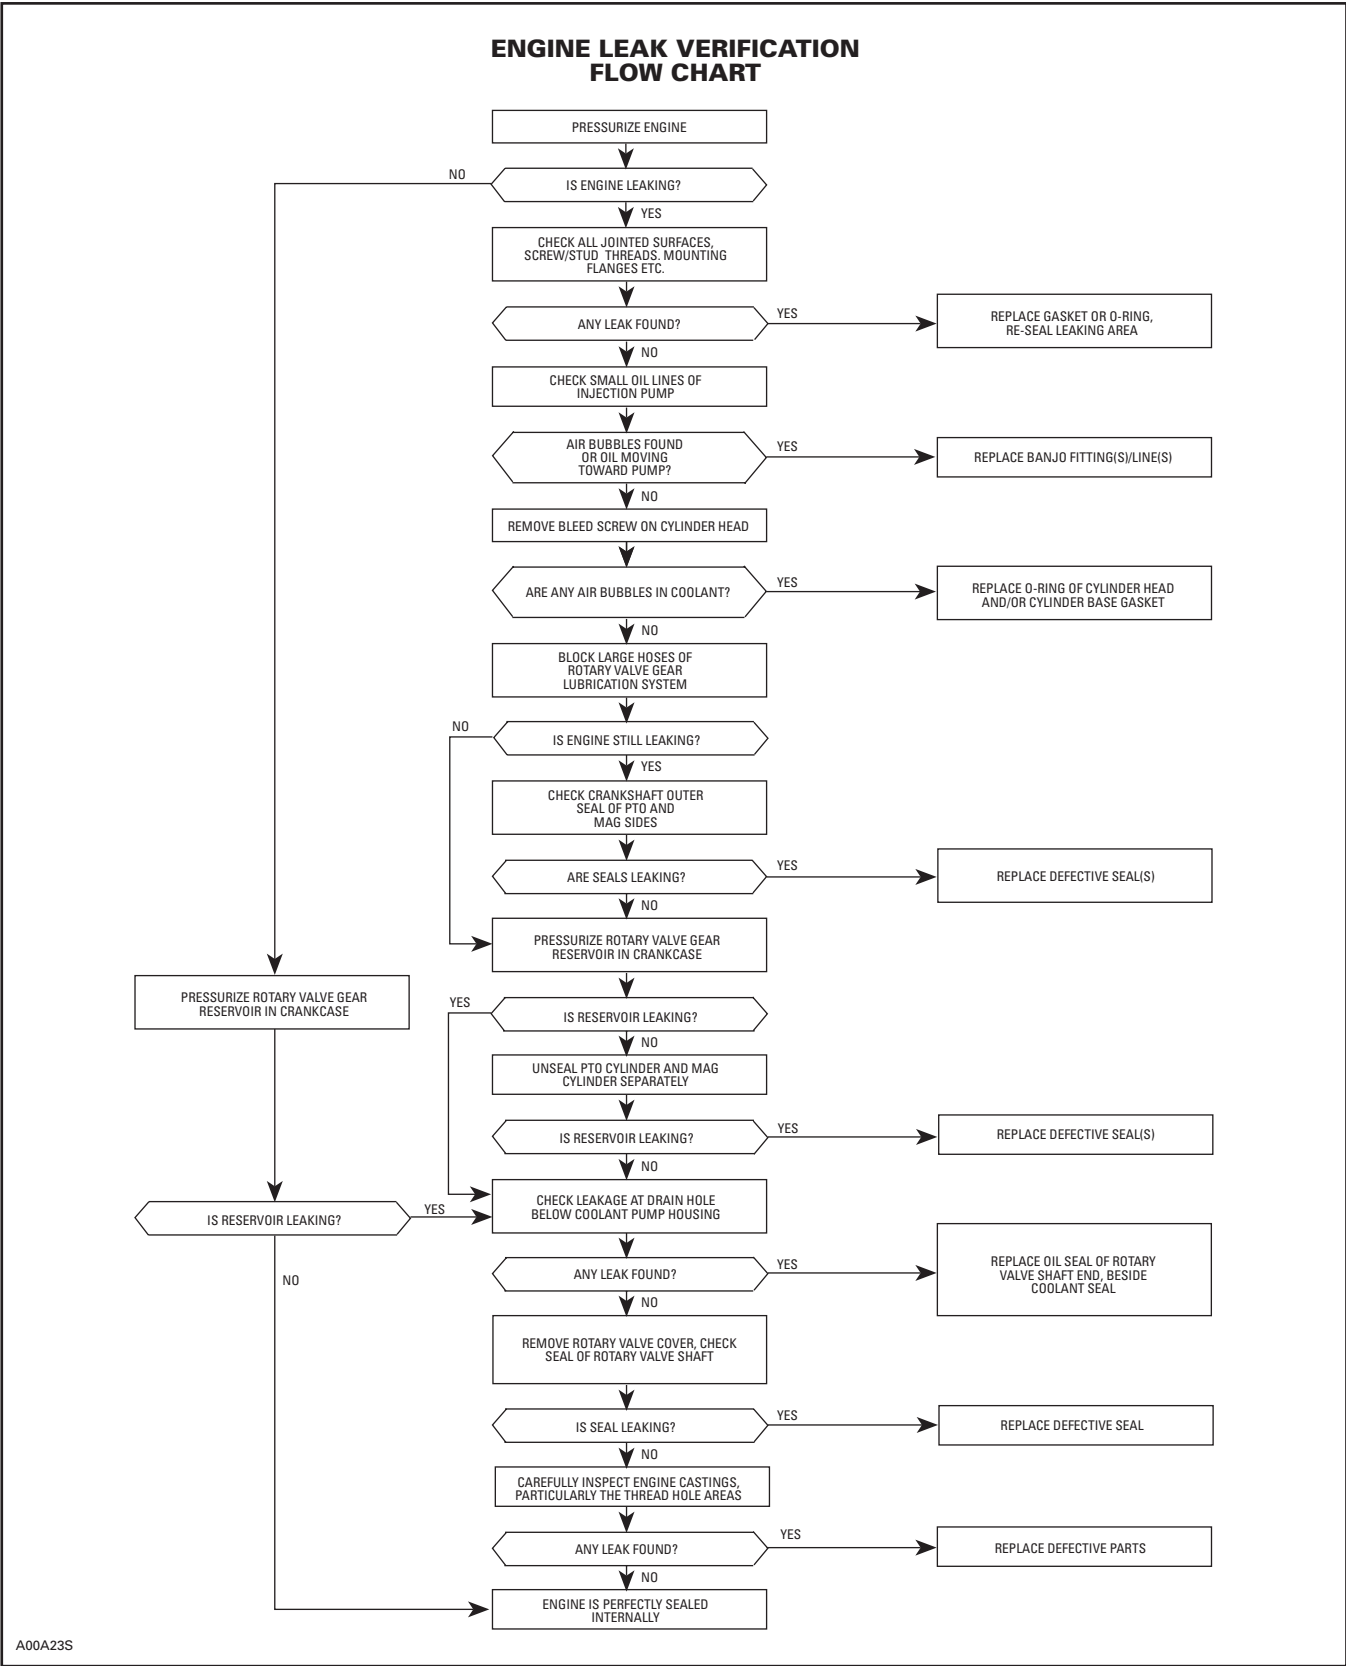 ENGINE LEAK VERIFICATION
FLOW CHART
PRESSURIZE ENGINE
NO
IS ENGINE LEAKING?
YES
CHECK ALL JOINTED SURFACES,
SCREW/STUD THREADS. MOUNTING
FLANGES ETC.
ANY LEAK FOUND?
YES
REPLACE GASKET OR O-RING,
RE-SEAL LEAKING AREA
NO
CHECK SMALL OIL LINES OF
INJECTION PUMP
AIR BUBBLES FOUND
OR OIL MOVING
TOWARD PUMP?
YES
REPLACE BANJO FITTING(S)/LINE(S)
NO
REMOVE BLEED SCREW ON CYLINDER HEAD
ARE ANY AIR BUBBLES IN COOLANT?
YES
REPLACE O-RING OF CYLINDER HEAD
AND/OR CYLINDER BASE GASKET
NO
BLOCK LARGE HOSES OF
ROTARY VALVE GEAR
LUBRICATION SYSTEM
NO
IS ENGINE STILL LEAKING?
YES
CHECK CRANKSHAFT OUTER
SEAL OF PTO AND
MAG SIDES
ARE SEALS LEAKING?
YES
REPLACE DEFECTIVE SEAL(S)
NO
PRESSURIZE ROTARY VALVE GEAR
RESERVOIR IN CRANKCASE
PRESSURIZE ROTARY VALVE GEAR
RESERVOIR IN CRANKCASE
YES
IS RESERVOIR LEAKING?
NO
UNSEAL PTO CYLINDER AND MAG
CYLINDER SEPARATELY
IS RESERVOIR LEAKING?
YES
REPLACE DEFECTIVE SEAL(S)
NO
CHECK LEAKAGE AT DRAIN HOLE
BELOW COOLANT PUMP HOUSING
IS RESERVOIR LEAKING?
YES
NO
ANY LEAK FOUND?
YES
REPLACE OIL SEAL OF ROTARY
VALVE SHAFT END, BESIDE
COOLANT SEAL
NO
REMOVE ROTARY VALVE COVER, CHECK
SEAL OF ROTARY VALVE SHAFT
IS SEAL LEAKING?
YES
REPLACE DEFECTIVE SEAL
NO
CAREFULLY INSPECT ENGINE CASTINGS,
PARTICULARLY THE THREAD HOLE AREAS
ANY LEAK FOUND?
YES
REPLACE DEFECTIVE PARTS
NO
ENGINE IS PERFECTLY SEALED
INTERNALLY
A00A23S